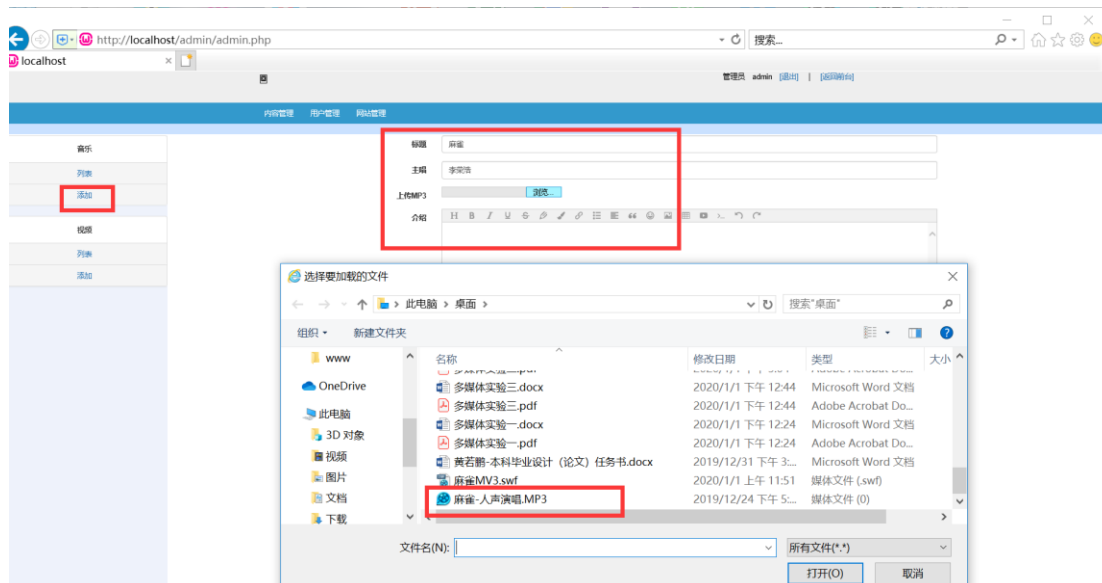 http://localhost/admin/admin.php
搜索...
localhost
管理员 admin [退出] | [返回前台]
内容管理 用户管理 网站管理
音乐
列表
添加
视频
列表
添加
标题 麻雀
主唱 李荣浩
上传MP3 浏览...
介绍
选择要加载的文件
此电脑 > 桌面 >
搜索"桌面"
组织 新建文件夹
www
OneDrive
此电脑
3D 对象
视频
图片
文档
下载
名称 修改日期 类型 大小
多媒体实验三.docx 2020/1/1 下午 12:44 Microsoft Word 文档
多媒体实验三.pdf 2020/1/1 下午 12:44 Adobe Acrobat Do...
多媒体实验一.docx 2020/1/1 下午 12:24 Microsoft Word 文档
多媒体实验一.pdf 2020/1/1 下午 12:24 Adobe Acrobat Do...
黄若鹏-本科毕业设计（论文）任务书.docx 2019/12/31 下午 3:... Microsoft Word 文档
麻雀MV3.swf 2020/1/1 上午 11:51 媒体文件 (.swf)
麻雀-人声演唱.MP3 2019/12/24 下午 5:... 媒体文件 (0)
文件名(N):
所有文件(*.*)
打开(O) 取消